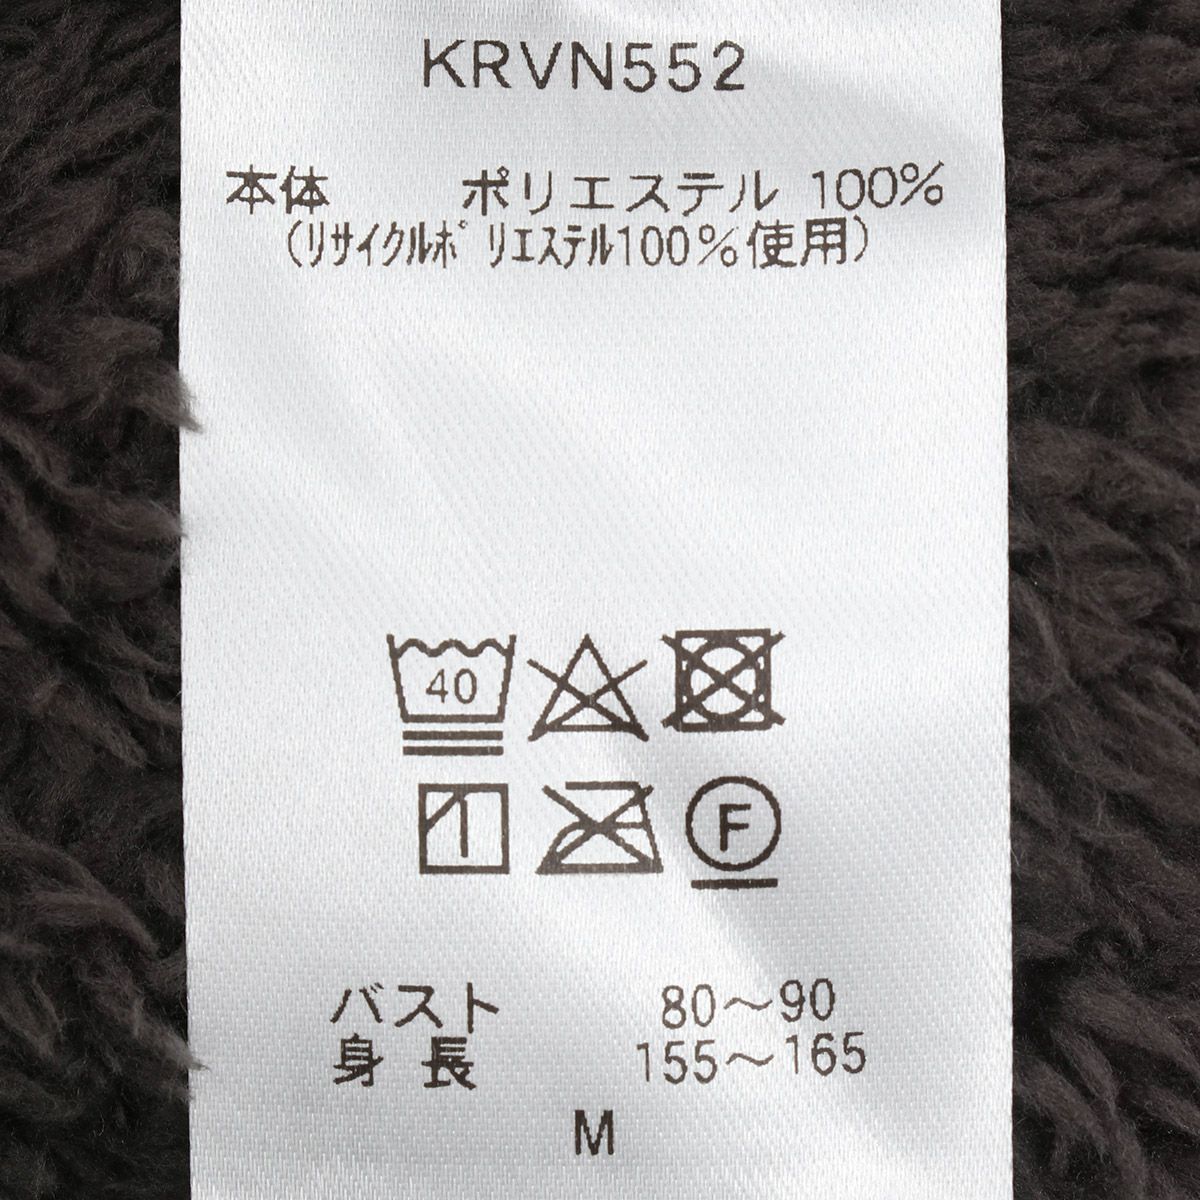 KRVN552
本体 ポリエステル 100%
(ﾘｻｲｸﾙﾎﾟﾘｴｽﾃﾙ100%使用)
40
F
バスト 80〜90
身長 155〜165
M